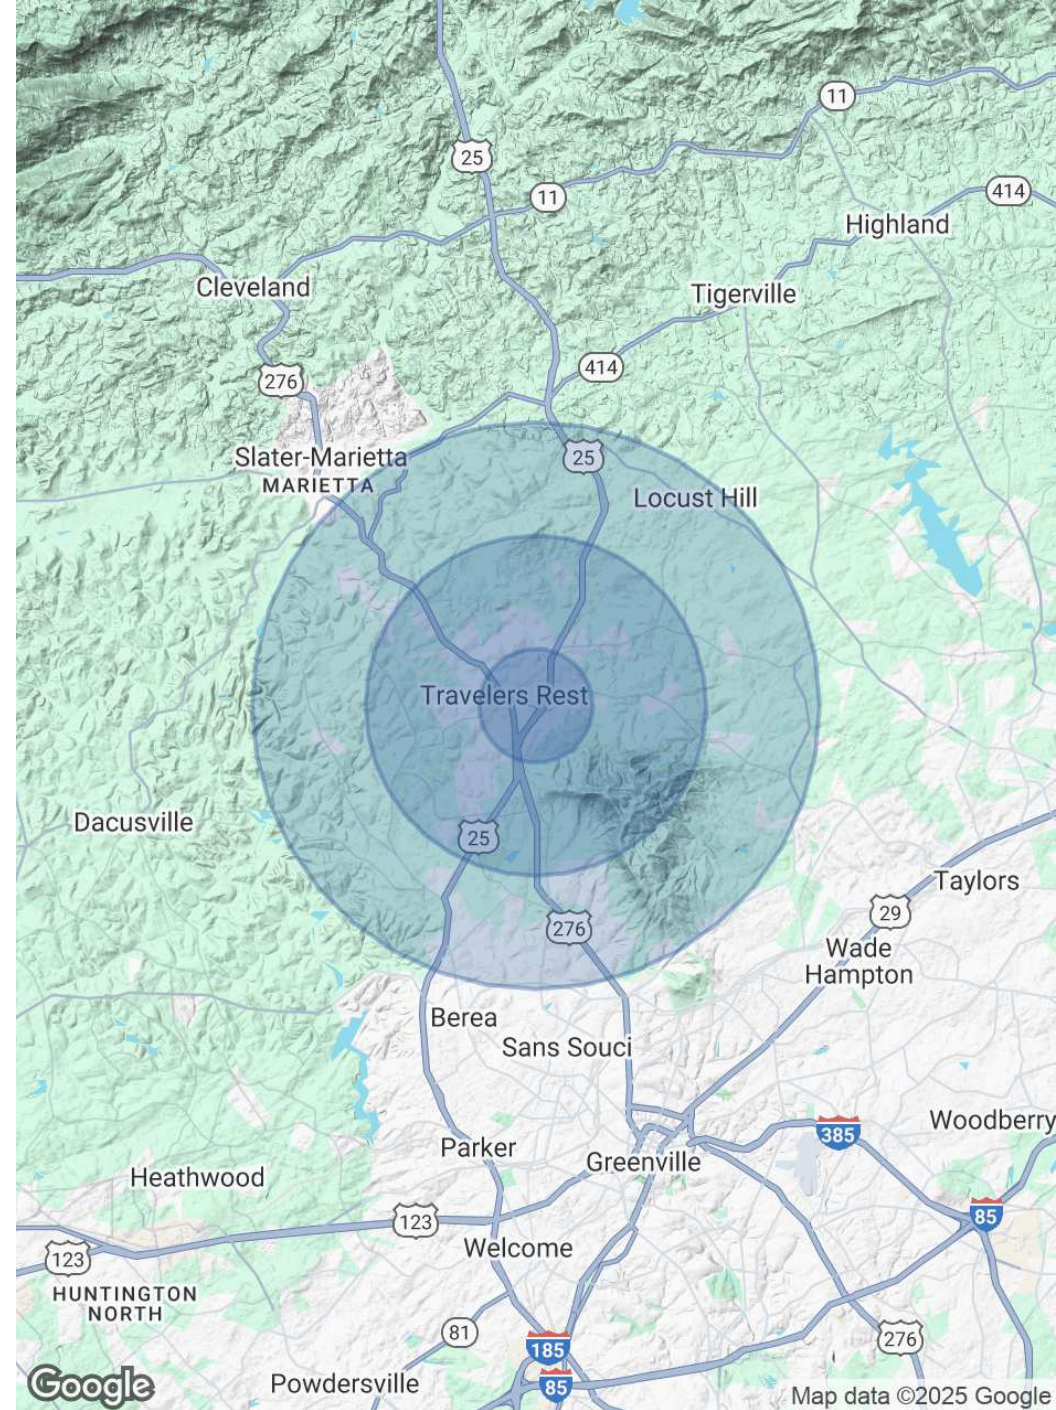 11
25
11
414
Highland
Cleveland
Tigerville
414
276
Slater-Marietta
MARIETTA
25
Locust Hill
Travelers Rest
Dacusville
25
Taylors
29
276
Wade
Hampton
Berea
Sans Souci
Woodberry
385
Parker
Greenville
Heathwood
85
123
123
Welcome
HUNTINGTON
NORTH
81
276
185
Powdersville
85
Google
Map data ©2025 Google